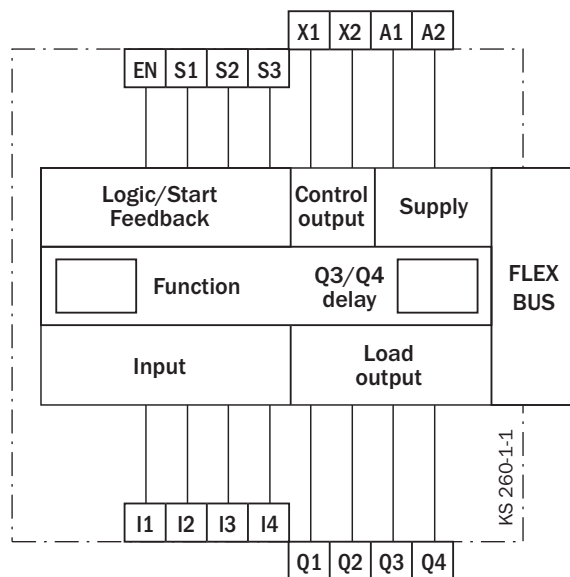 X1 X2 A1 A2
EN S1 S2 S3
Logic/Start
Feedback
Control
output
Supply
Function
Q3/Q4
delay
FLEX
BUS
Input
Load
output
KS 260-1-1
I1 I2 I3 I4
Q1 Q2 Q3 Q4